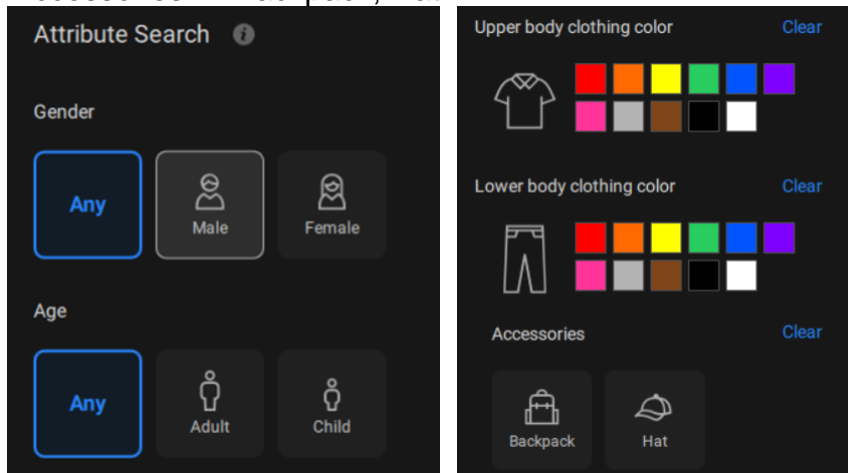 Attribute Search
Gender
Any
Male
Female
Age
Any
Adult
Child
Upper body clothing color Clear
Lower body clothing color Clear
Accessories Clear
Backpack
Hat